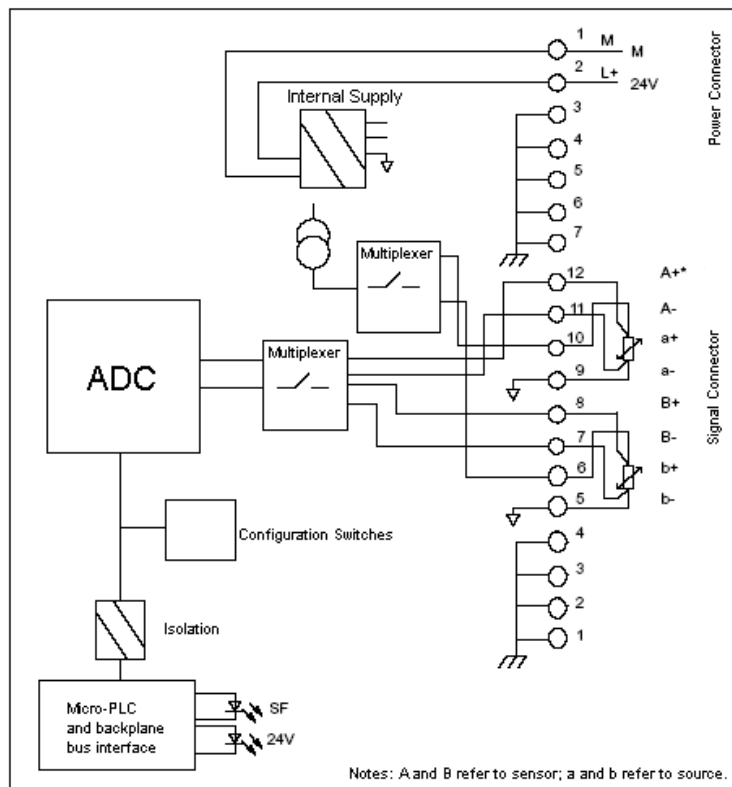 1 M M
2 L+ 24V
Internal Supply
3
4
5
6
7
Power Connector
Multiplexer
12 A+*
11 A-
10 a+
9 a-
8 B+
7 B-
6 b+
5 b-
4
3
2
1
Signal Connector
ADC
Multiplexer
Configuration Switches
Isolation
Micro-PLC
and backplane
bus interface
SF
24V
Notes: A and B refer to sensor; a and b refer to source.